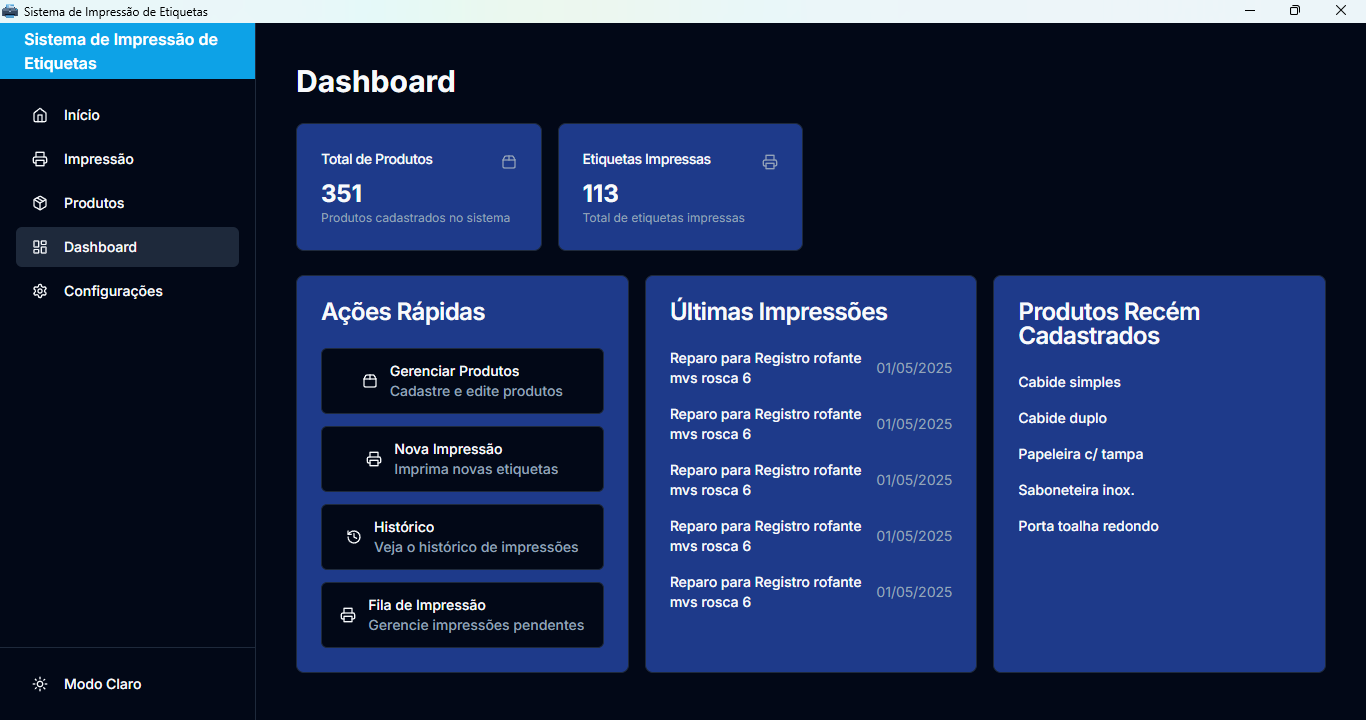 Sistema de Impressão de Etiquetas
Sistema de Impressão de
Etiquetas
Início
Impressão
Produtos
Dashboard
Configurações
Modo Claro
Dashboard
Total de Produtos
351
Produtos cadastrados no sistema
Etiquetas Impressas
113
Total de etiquetas impressas
Ações Rápidas
Gerenciar Produtos
Cadastre e edite produtos
Nova Impressão
Imprima novas etiquetas
Histórico
Veja o histórico de impressões
Fila de Impressão
Gerencie impressões pendentes
Últimas Impressões
Reparo para Registro rofante
mvs rosca 6
01/05/2025
Reparo para Registro rofante
mvs rosca 6
01/05/2025
Reparo para Registro rofante
mvs rosca 6
01/05/2025
Reparo para Registro rofante
mvs rosca 6
01/05/2025
Reparo para Registro rofante
mvs rosca 6
01/05/2025
Produtos Recém
Cadastrados
Cabide simples
Cabide duplo
Papeleira c/ tampa
Saboneteira inox.
Porta toalha redondo